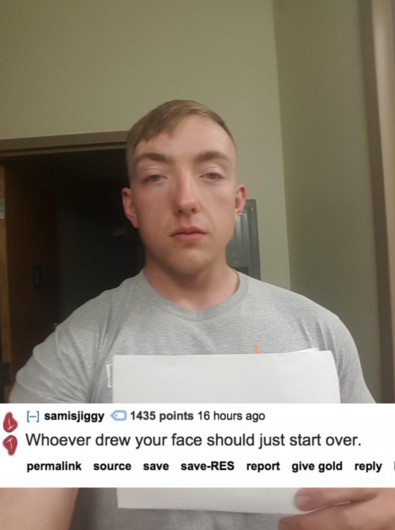 [–] samisjiggy 1435 points 16 hours ago
Whoever drew your face should just start over.
permalink source save save-RES report give gold reply